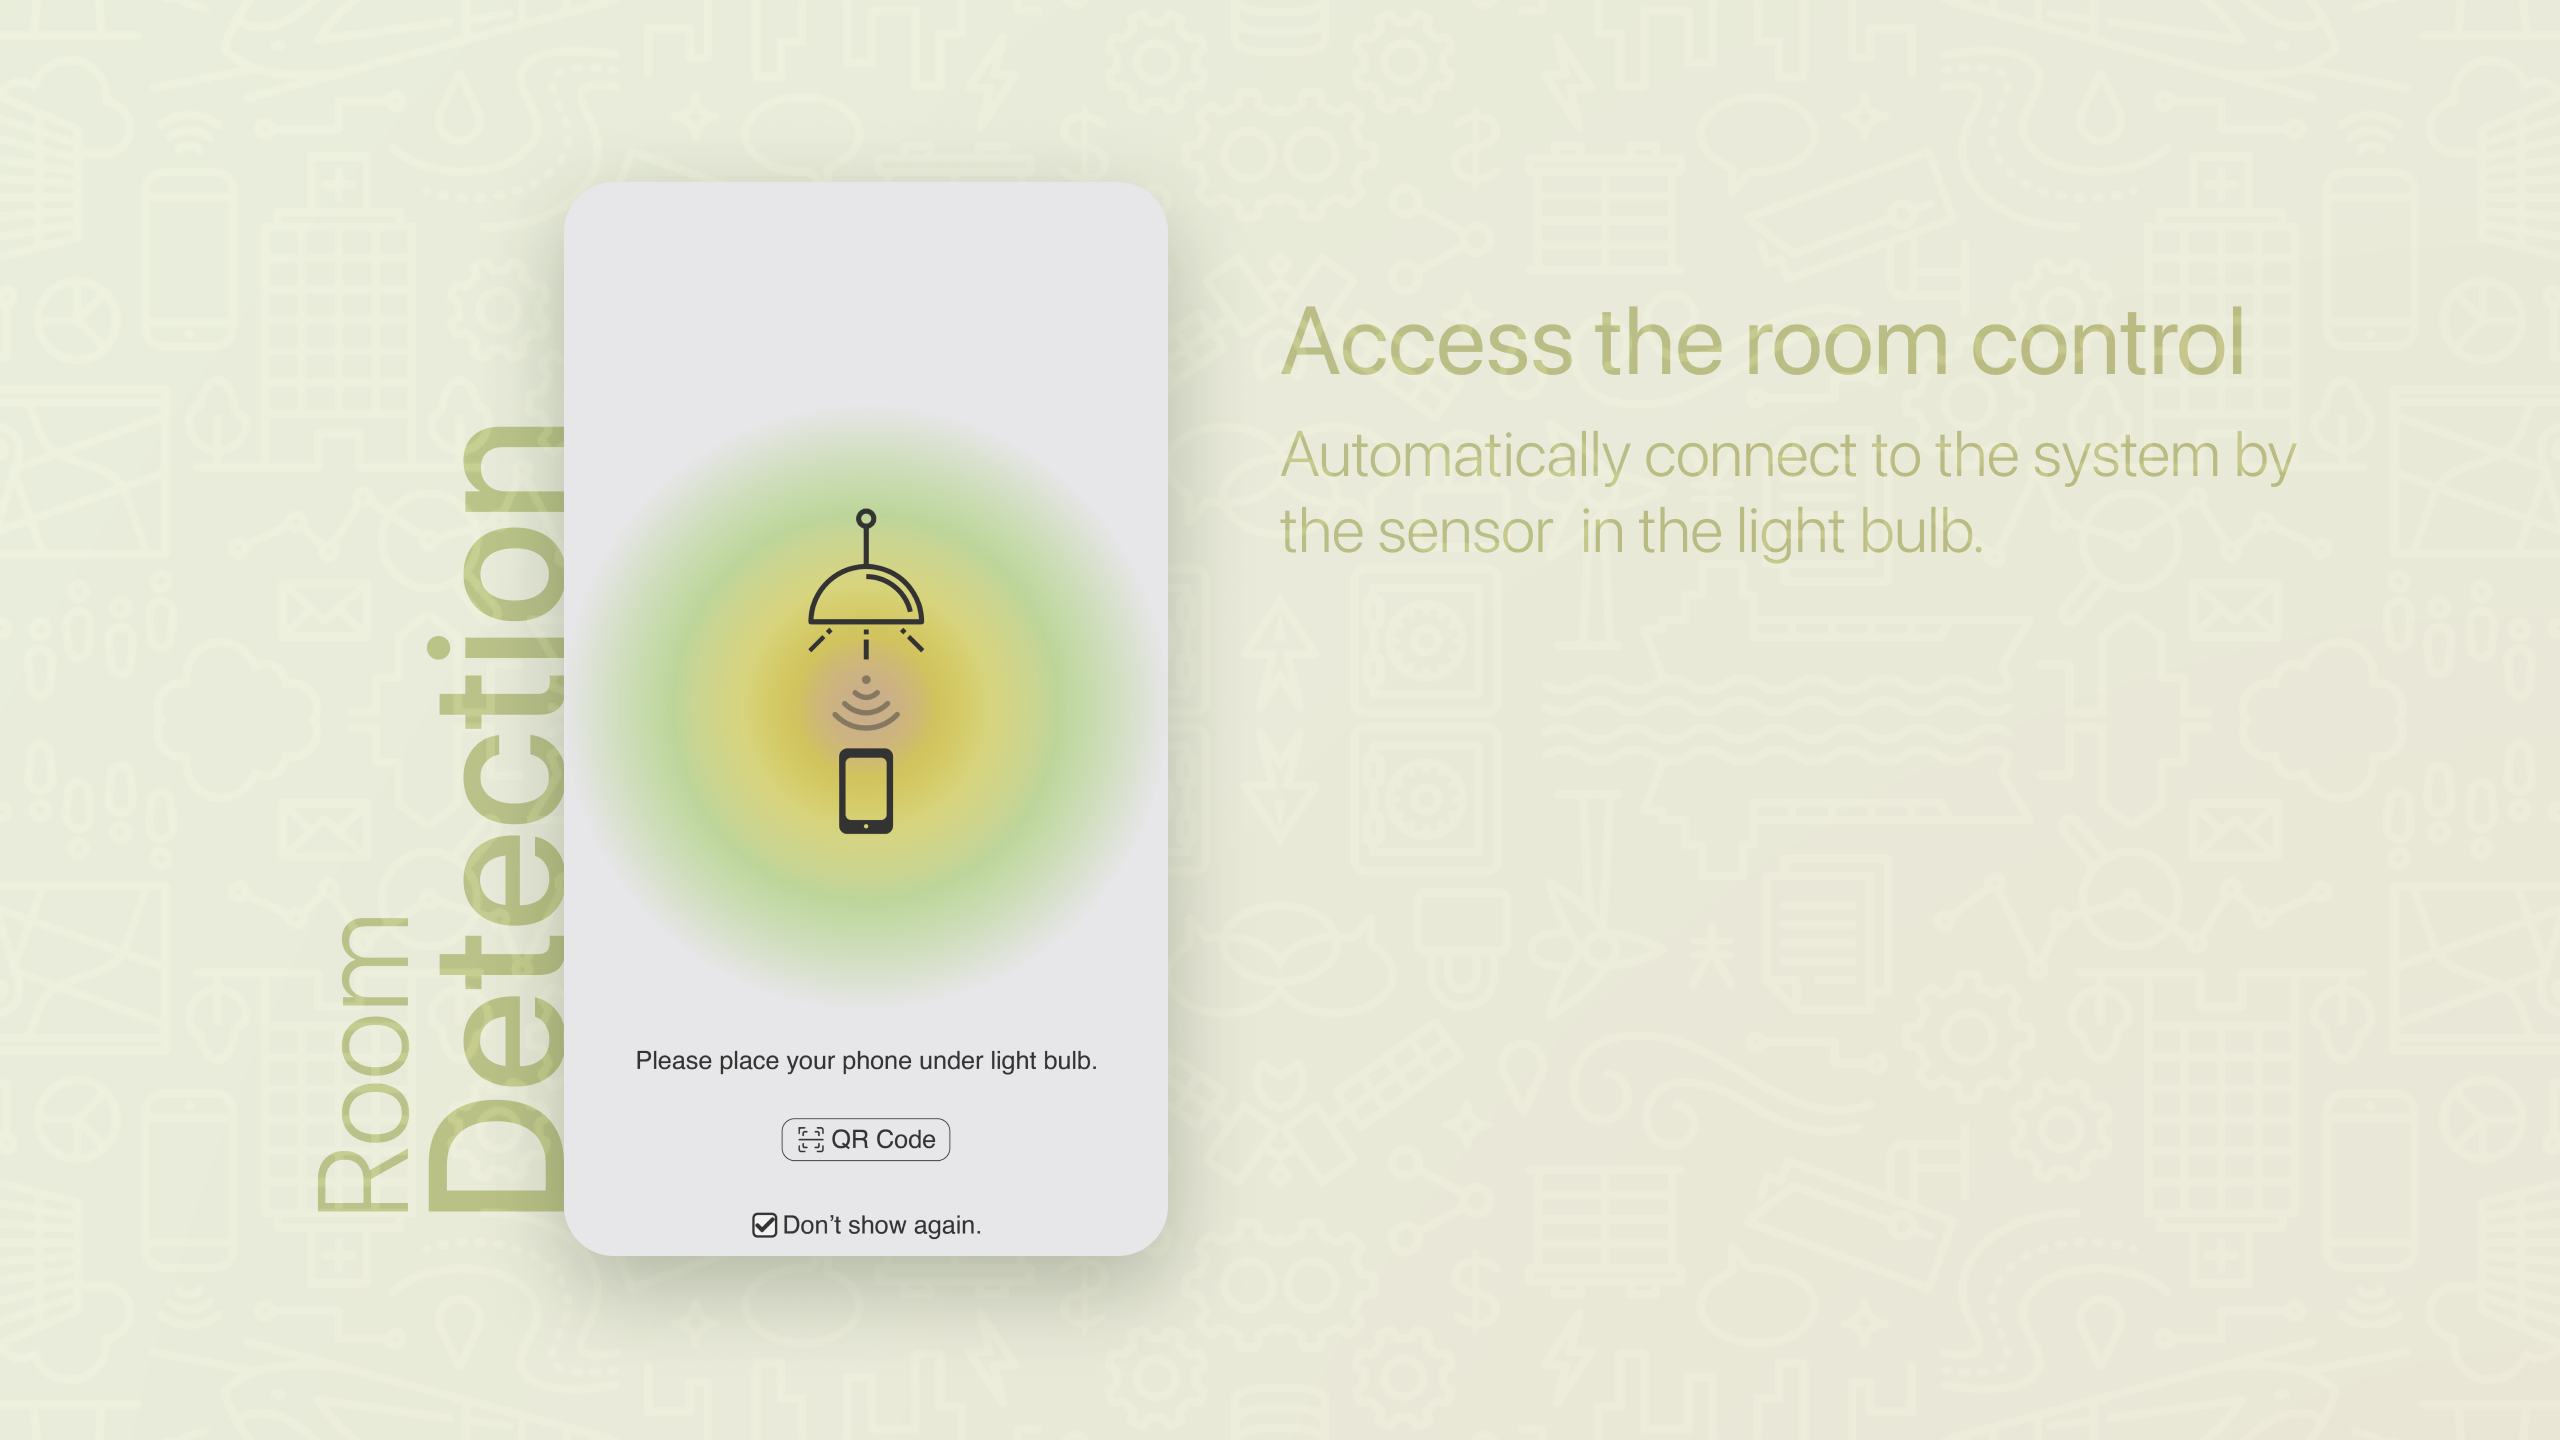 Room
Detection
Please place your phone under light bulb.
QR Code
Don’t show again.
Access the room control
Automatically connect to the system by
the sensor  in the light bulb.